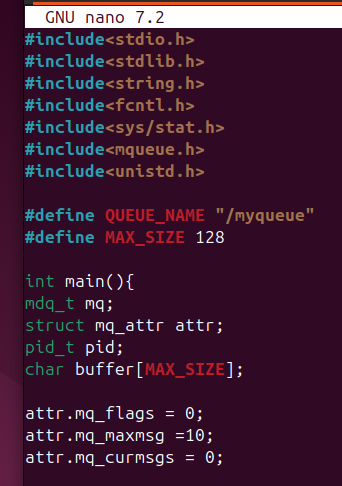 GNU nano 7.2
#include<stdio.h>
#include<stdlib.h>
#include<string.h>
#include<fcntl.h>
#include<sys/stat.h>
#include<mqueue.h>
#include<unistd.h>
#define QUEUE_NAME "/myqueue"
#define MAX_SIZE 128
int main(){
mdq_t mq;
struct mq_attr attr;
pid_t pid;
char buffer[MAX_SIZE];
attr.mq_flags = 0;
attr.mq_maxmsg =10;
attr.mq_curmsgs = 0;